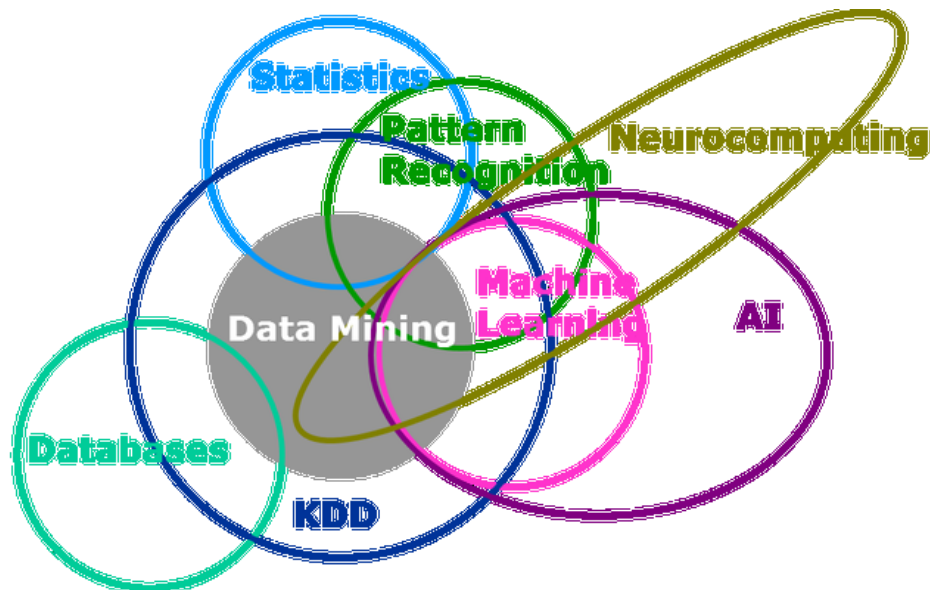 Statistics
Pattern
Recognition
Neurocomputing
Machine
Learning
AI
Data Mining
Databases
KDD